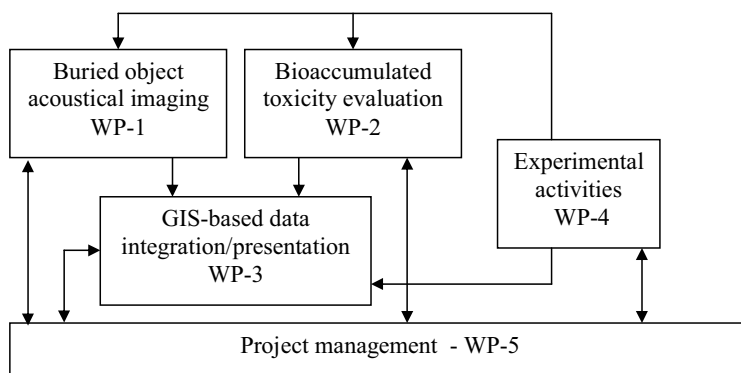 Buried object
acoustical imaging
WP-1
Bioaccumulated
toxicity evaluation
WP-2
Experimental
activities
WP-4
GIS-based data
integration/presentation
WP-3
Project management - WP-5